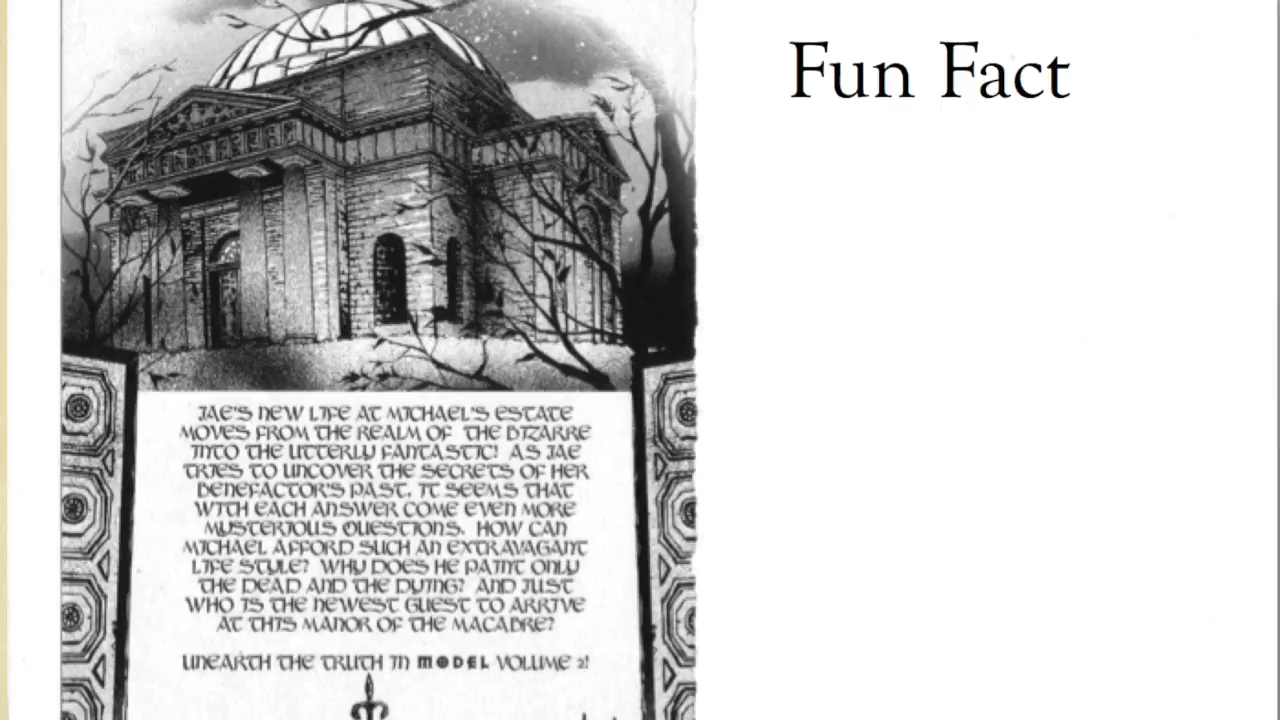 Fun Fact
JAE'S NEW LIFE AT MICHAEL'S ESTATE
MOVES FROM THE REALM OF THE BIZARRE
INTO THE UTTERLY FANTASTIC! AS JAE
TRIES TO UNCOVER THE SECRETS OF HER
BENEFACTOR'S PAST, IT SEEMS THAT
WITH EACH ANSWER COME EVEN MORE
MYSTERIOUS QUESTIONS. HOW CAN
MICHAEL AFFORD SUCH AN EXTRAVAGANT
LIFE STYLE? WHY DOES HE PAINT ONLY
THE DEAD AND THE DYING? AND JUST
WHO IS THE NEWEST GUEST TO ARRIVE
AT THIS MANOR OF THE MACABRE?
UNEARTH THE TRUTH IN MODEL VOLUME 2!